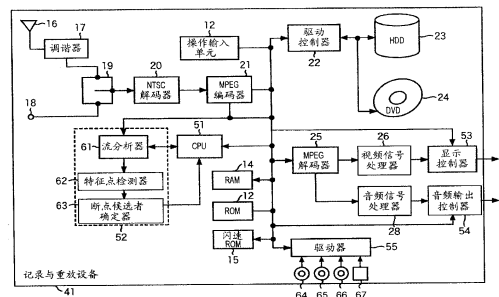 16
17
调谐器
12
操作输入
单元
驱动
控制器
22
HDD
23
18
19
20
NTSC
解码器
21
MPEG
编码器
DVD
24
61
流分析器
51
CPU
25
MPEG
解码器
26
视频信号
处理器
53
显示
控制器
62
特征点检测器
14
RAM
63
断点候选者
确定器
52
12
ROM
音频信号
处理器
28
音频输出
控制器
54
闪速
ROM
15
驱动器
55
记录与重放设备
41
64
65
66
67